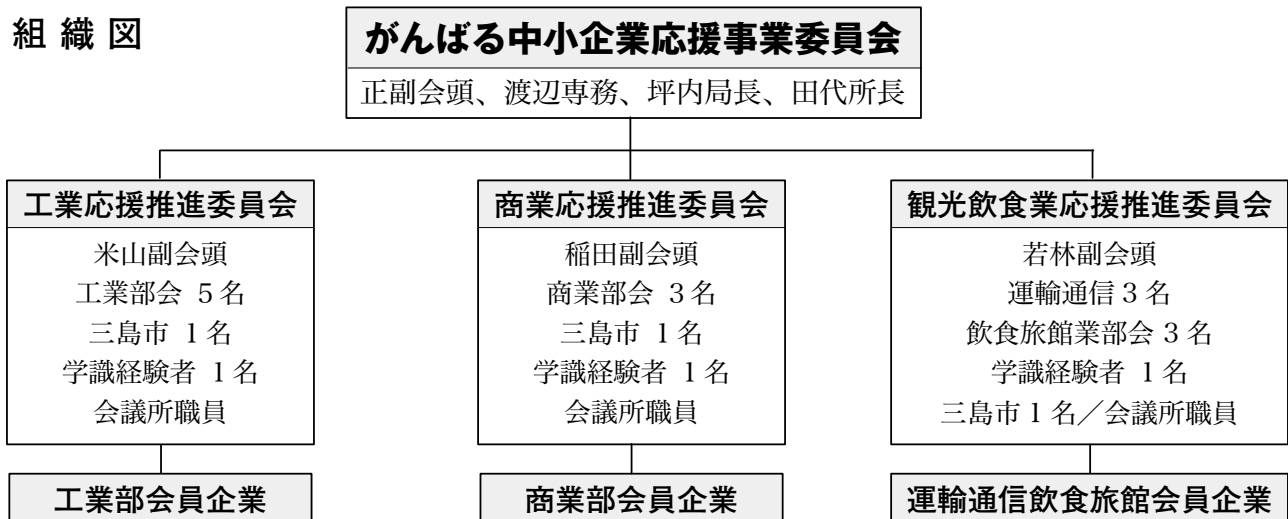 組織図
がんばる中小企業応援事業委員会
正副会頭、渡辺専務、坪内局長、田代所長
工業応援推進委員会
米山副会頭
工業部会 5名
三島市 1名
学識経験者 1名
会議所職員
工業部会員企業
商業応援推進委員会
稲田副会頭
商業部会 3名
三島市 1名
学識経験者 1名
会議所職員
商業部会員企業
観光飲食業応援推進委員会
若林副会頭
運輸通信3名
飲食旅館業部会3名
学識経験者 1名
三島市1名／会議所職員
運輸通信飲食旅館会員企業